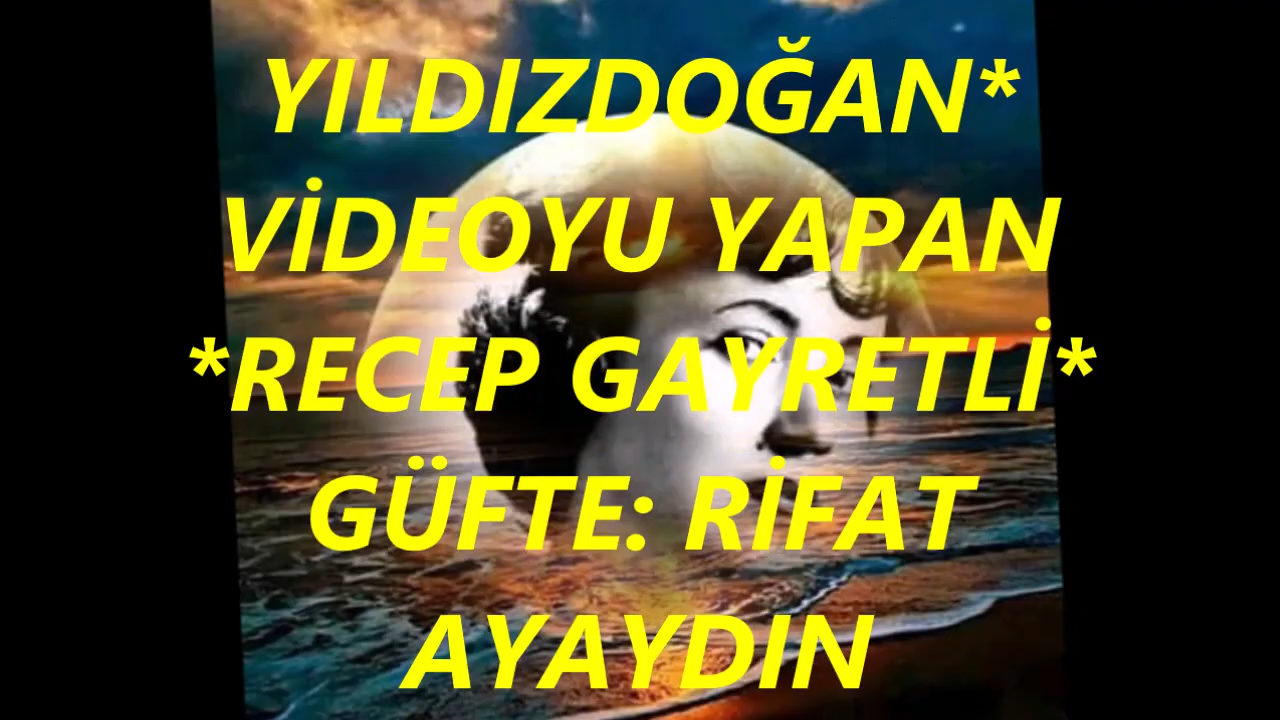 YILDIZDOĞAN*
VİDEOYU YAPAN
*RECEP GAYRETLİ*
GÜFTE: RİFAT
AYAYDIN